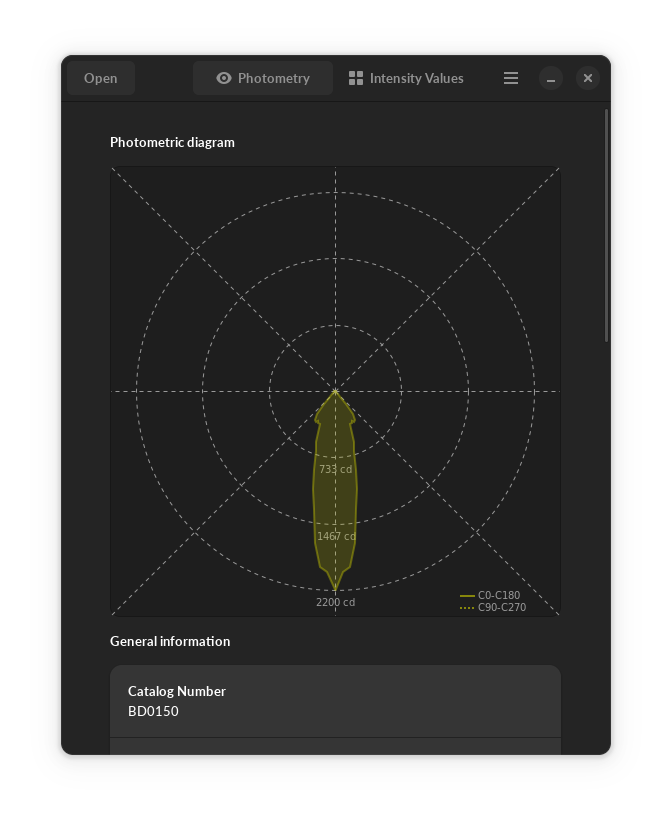 Open
Photometry
Intensity Values
Photometric diagram
733 cd
1467 cd
2200 cd
C0-C180
C90-C270
General information
Catalog Number
BD0150